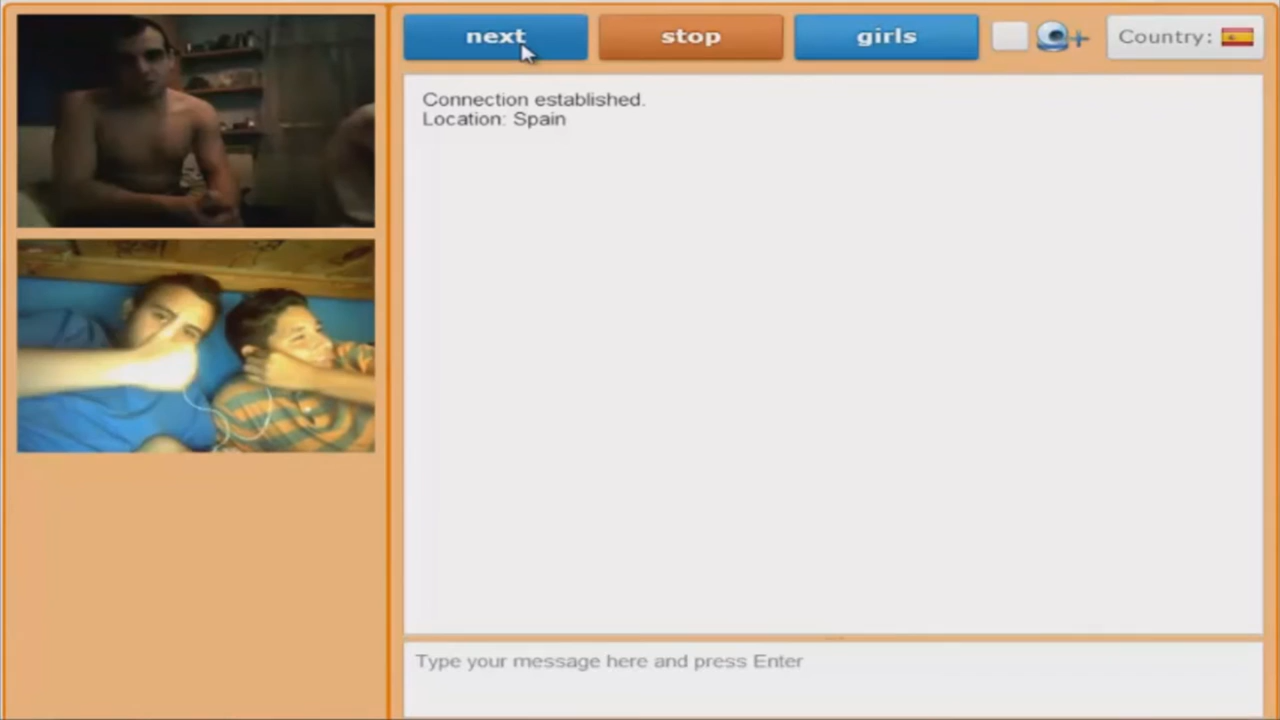 next
stop
girls
Country:
Connection established.
Location: Spain
Type your message here and press Enter